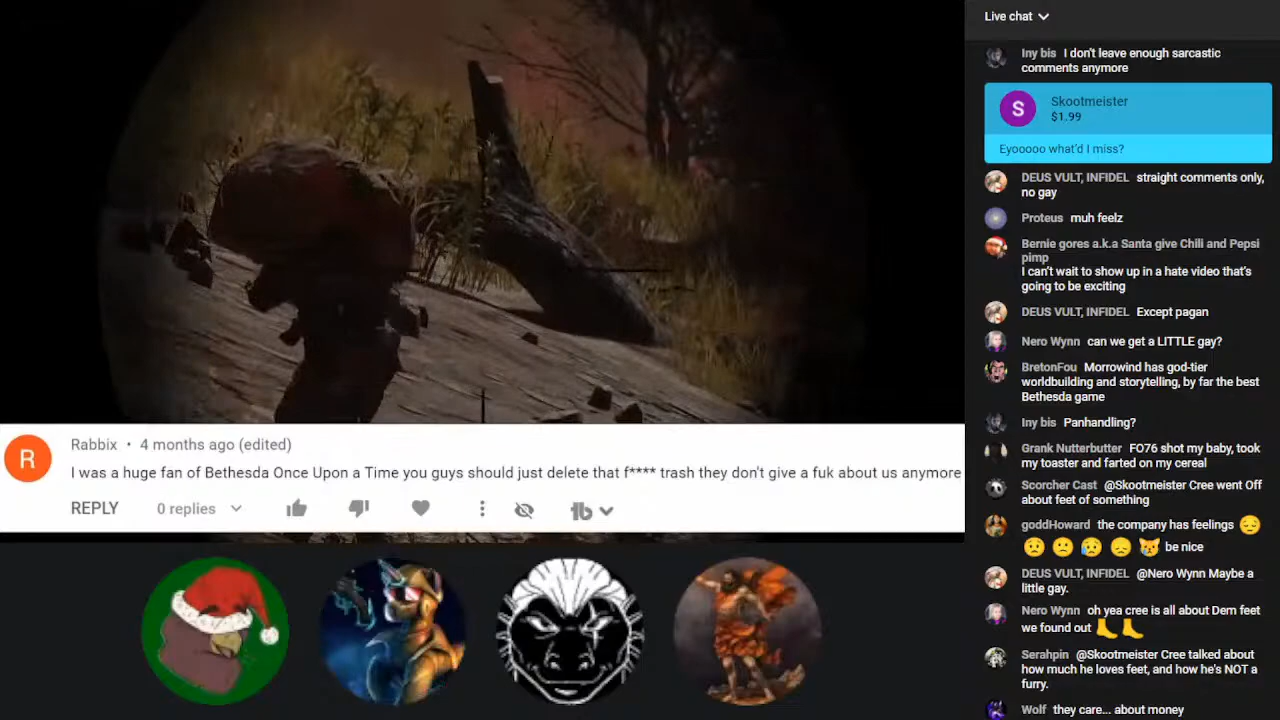 Live chat
Iny bis I don't leave enough sarcastic
comments anymore
S
Skootmeister
$1.99
Eyooooo what'd I miss?
DEUS VULT, INFIDEL straight comments only,
no gay
Proteus muh feelz
Bernie gores a.k.a Santa give Chili and Pepsi
pimp
I can't wait to show up in a hate video that's
going to be exciting
DEUS VULT, INFIDEL Except pagan
Nero Wynn can we get a LITTLE gay?
BretonFou Morrowind has god-tier
worldbuilding and storytelling, by far the best
Bethesda game
Iny bis Panhandling?
Grank Nutterbutter FO76 shot my baby, took
my toaster and farted on my cereal
Scorcher Cast @Skootmeister Cree went Off
about feet of something
goddHoward the company has feelings 😔
😟 🙁 😥 😞 😿 be nice
DEUS VULT, INFIDEL @Nero Wynn Maybe a
little gay.
Nero Wynn oh yea cree is all about Dem feet
we found out 🦶 🦶
Serahpin @Skootmeister Cree talked about
how much he loves feet, and how he's NOT a
furry.
Wolf they care... about money
R
Rabbix • 4 months ago (edited)
I was a huge fan of Bethesda Once Upon a Time you guys should just delete that f**** trash they don't give a fuk about us anymore
REPLY 0 replies